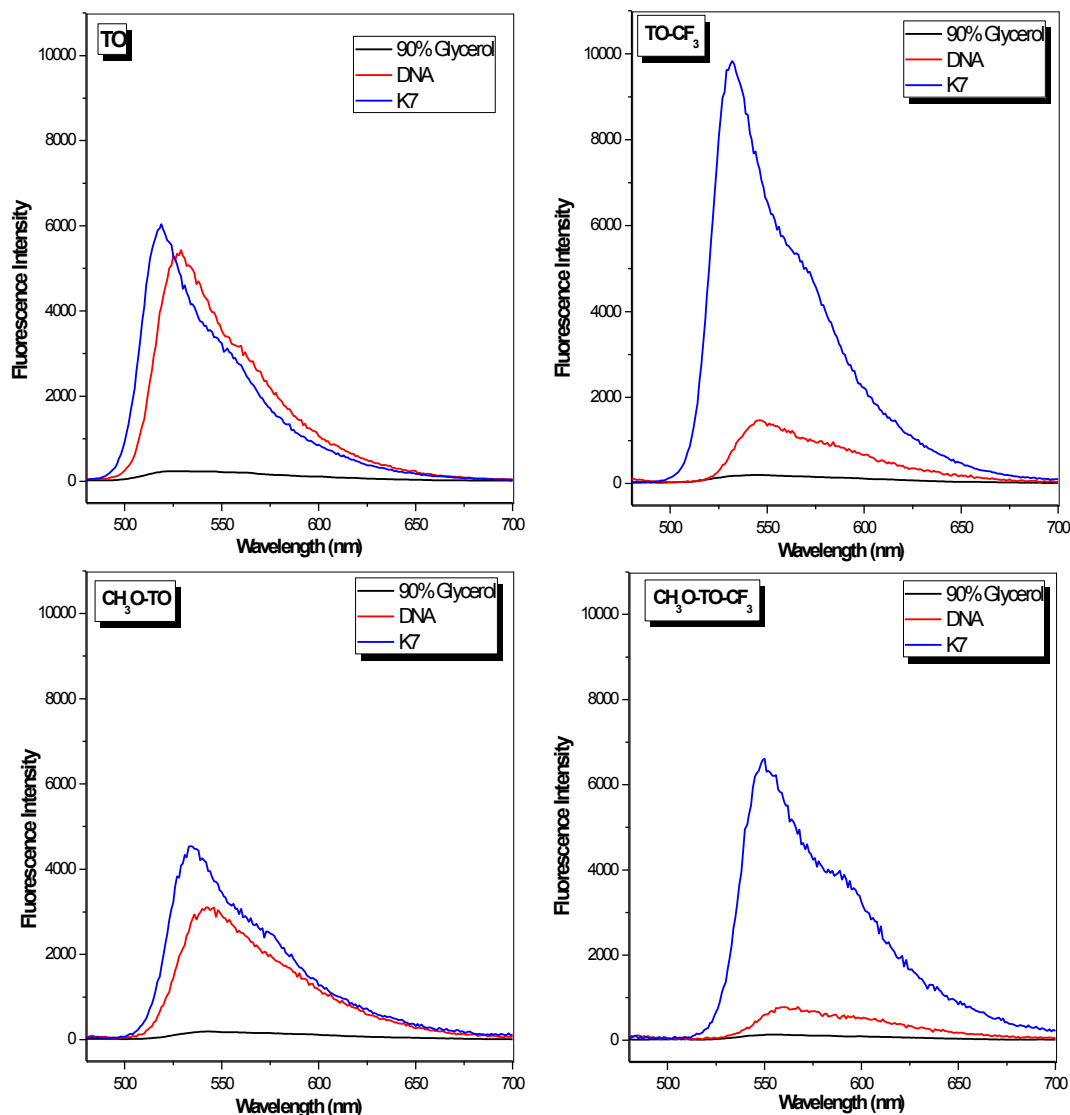 TO
90% Glycerol
DNA
K7
10000
8000
6000
4000
2000
0
Fluorescence Intensity
500
550
600
650
700
Wavelength (nm)
TO-CF₃
90% Glycerol
DNA
K7
10000
8000
6000
4000
2000
0
Fluorescence Intensity
500
550
600
650
700
Wavelength (nm)
CH₃O-TO
90% Glycerol
DNA
K7
10000
8000
6000
4000
2000
0
Fluorescence Intensity
500
550
600
650
700
Wavelength (nm)
CH₃O-TO-CF₃
90% Glycerol
DNA
K7
10000
8000
6000
4000
2000
0
Fluorescence Intensity
500
550
600
650
700
Wavelength (nm)